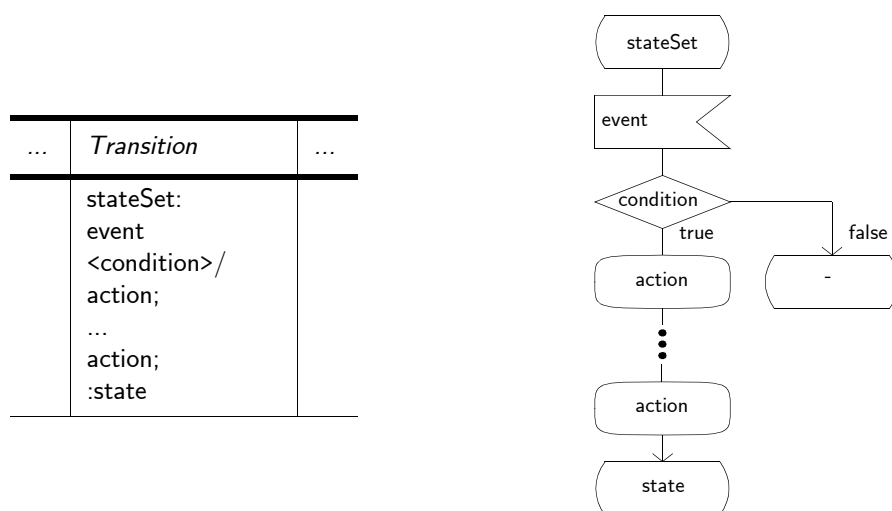 ... Transition ...
stateSet:
event
<condition>/
action;
...
action;
:state
stateSet
event
condition
true
false
action
-
action
state